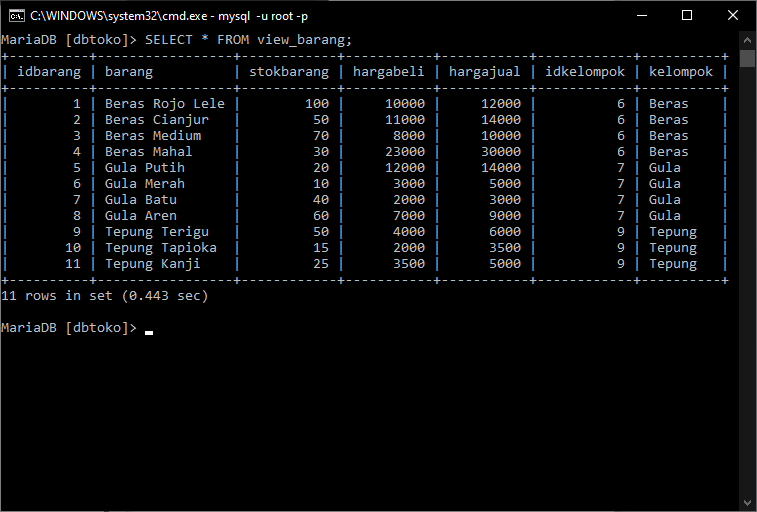 C:\WINDOWS\system32\cmd.exe - mysql  -u root -p
MariaDB [dbtoko]> SELECT * FROM view_barang;
+----------+-----------------+------------+-----------+-----------+------------+----------+
| idbarang | barang          | stokbarang | hargabeli | hargajual | idkelompok | kelompok |
+----------+-----------------+------------+-----------+-----------+------------+----------+
|        1 | Beras Rojo Lele |        100 |     10000 |     12000 |          6 | Beras    |
|        2 | Beras Cianjur   |         50 |     11000 |     14000 |          6 | Beras    |
|        3 | Beras Medium    |         70 |      8000 |     10000 |          6 | Beras    |
|        4 | Beras Mahal     |         30 |     23000 |     30000 |          6 | Beras    |
|        5 | Gula Putih      |         20 |     12000 |     14000 |          7 | Gula     |
|        6 | Gula Merah      |         10 |      3000 |      5000 |          7 | Gula     |
|        7 | Gula Batu       |         40 |      2000 |      3000 |          7 | Gula     |
|        8 | Gula Aren       |         60 |      7000 |      9000 |          7 | Gula     |
|        9 | Tepung Terigu   |         50 |      4000 |      6000 |          9 | Tepung   |
|       10 | Tepung Tapioka  |         15 |      2000 |      3500 |          9 | Tepung   |
|       11 | Tepung Kanji    |         25 |      3500 |      5000 |          9 | Tepung   |
+----------+-----------------+------------+-----------+-----------+------------+----------+
11 rows in set (0.443 sec)
MariaDB [dbtoko]>